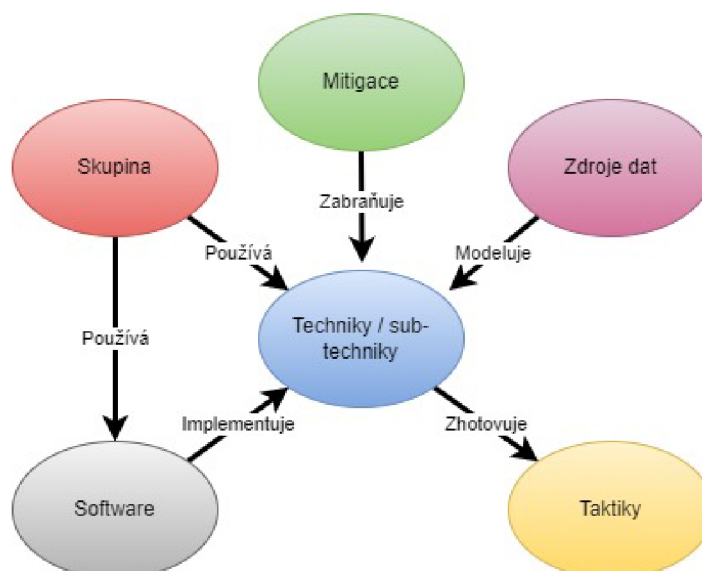 Mitigace
Skupina
Zdroje dat
Zabraňuje
Používá
Modeluje
Techniky / sub-
techniky
Používá
Implementuje
Zhotovuje
Software
Taktiky